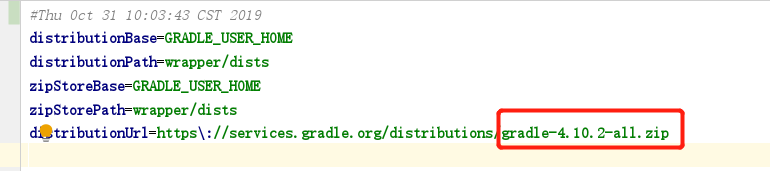 #Thu Oct 31 10:03:43 CST 2019
distributionBase=GRADLE_USER_HOME
distributionPath=wrapper/dists
zipStoreBase=GRADLE_USER_HOME
zipStorePath=wrapper/dists
distributionUrl=https\://services.gradle.org/distributions/gradle-4.10.2-all.zip